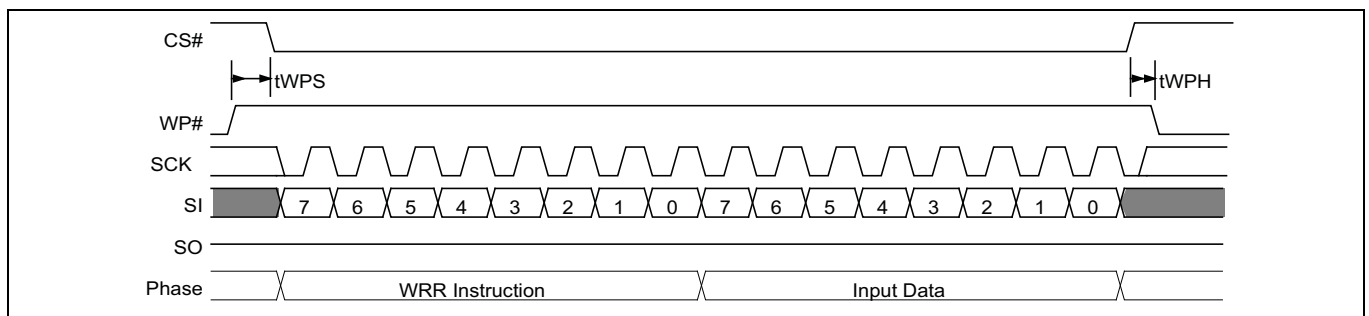 CS#
tWPS
tWPH
WP#
SCK
SI 7 6 5 4 3 2 1 0 7 6 5 4 3 2 1 0
SO
Phase WRR Instruction Input Data